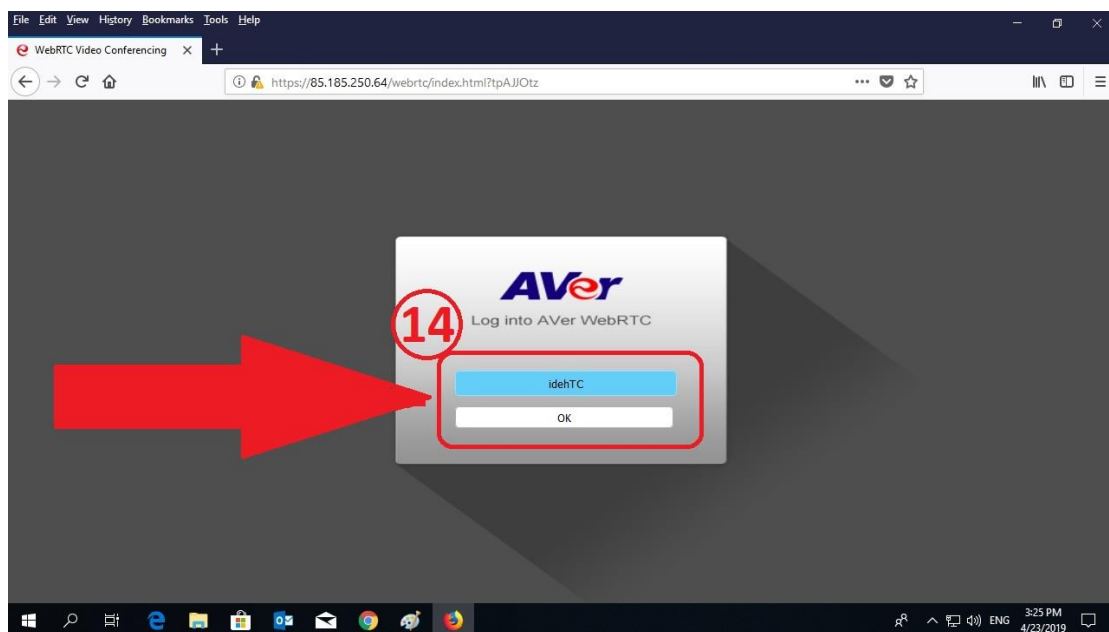 File Edit View History Bookmarks Tools Help
WebRTC Video Conferencing
https://85.185.250.64/webrtc/index.html?tpAJJOtz
AVer
14
Log into AVer WebRTC
idehTC
OK
ENG
3:25 PM
4/23/2019